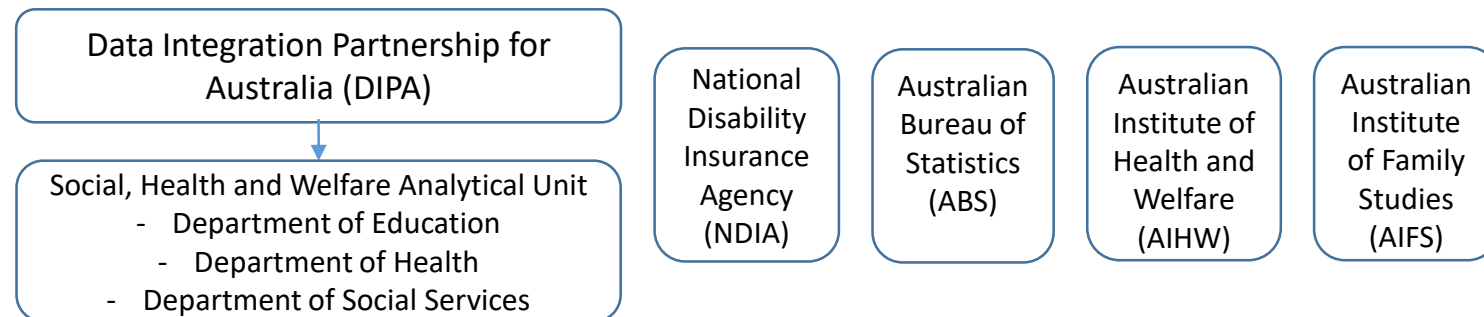 Data Integration Partnership for
Australia (DIPA)
Social, Health and Welfare Analytical Unit
- Department of Education
- Department of Health
- Department of Social Services
National
Disability
Insurance
Agency
(NDIA)
Australian
Bureau of
Statistics
(ABS)
Australian
Institute of
Health and
Welfare
(AIHW)
Australian
Institute
of Family
Studies
(AIFS)